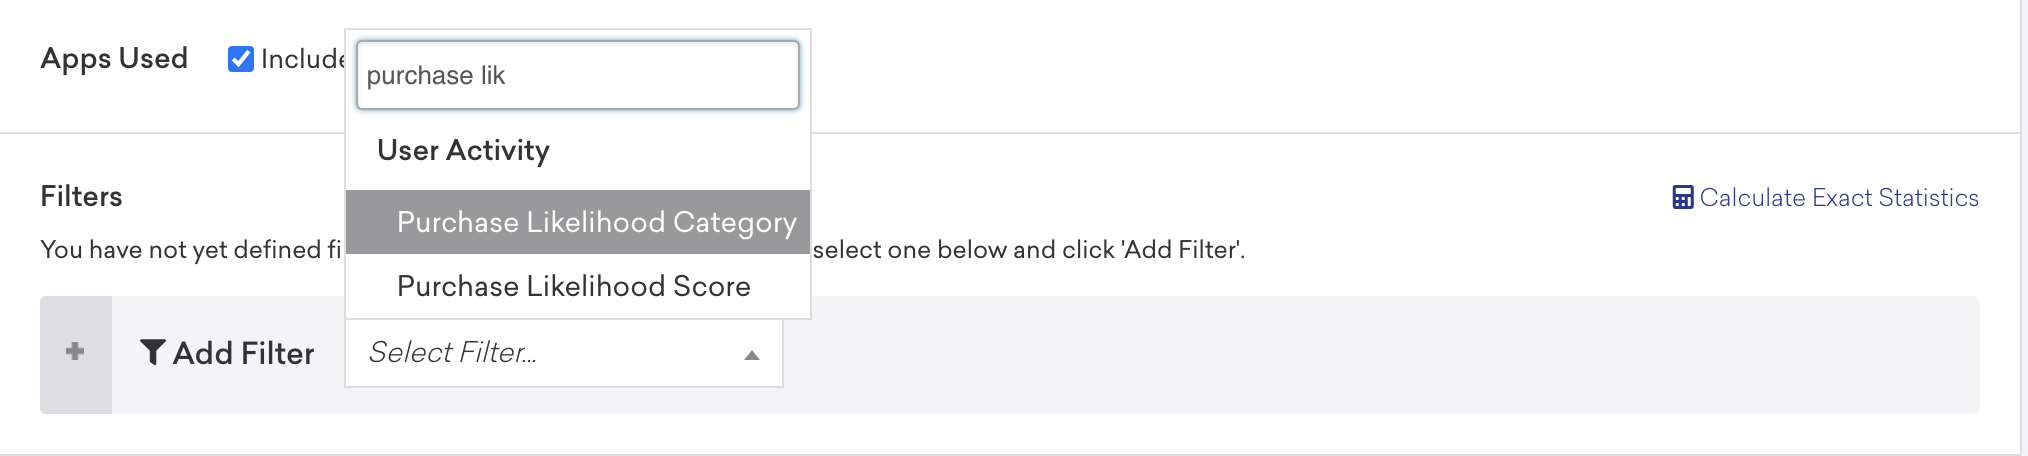 Apps Used
Include
purchase lik
User Activity
Purchase Likelihood Category
Purchase Likelihood Score
Filters
Calculate Exact Statistics
You have not yet defined fi select one below and click 'Add Filter'.
Add Filter
Select Filter...